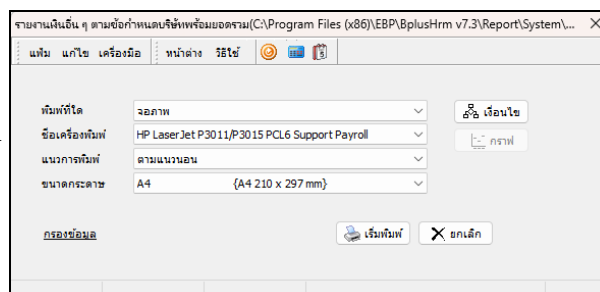 รายงานเงินอื่น ๆ ตามข้อกำหนดบริษัทพร้อมยอดรวม(C:\Program Files (x86)\EBP\BplusHrm v7.3\Report\System\...
แฟ้ม แก้ไข เครื่องมือ หน้าต่าง วิธีใช้
พิมพ์ที่ใด จอภาพ เงื่อนไข
ชื่อเครื่องพิมพ์ HP LaserJet P3011/P3015 PCL6 Support Payroll กราฟ
แนวการพิมพ์ ตามแนวนอน
ขนาดกระดาษ A4 {A4 210 x 297 mm}
กรองข้อมูล เริ่มพิมพ์ ยกเลิก